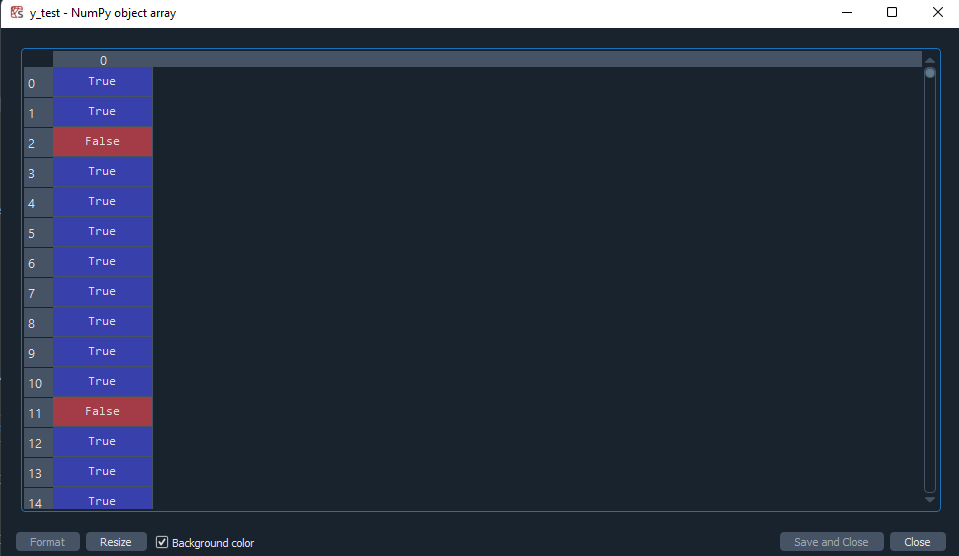 y_test - NumPy object array
0
0 True
1 True
2 False
3 True
4 True
5 True
6 True
7 True
8 True
9 True
10 True
11 False
12 True
13 True
14 True
Format Resize Background color Save and Close Close